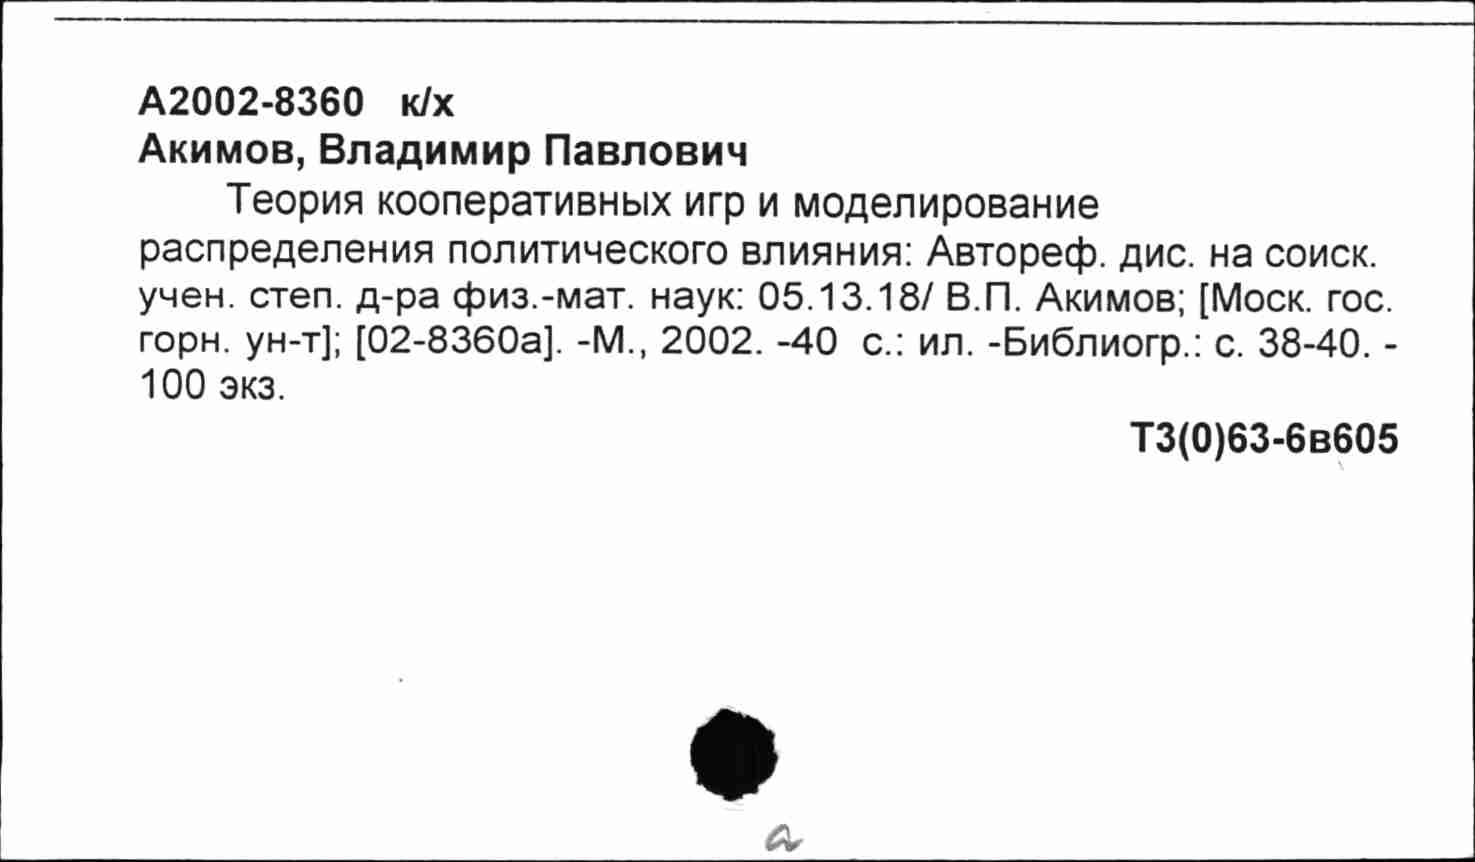 А2002-8360 к/х
Акимов, Владимир Павлович
Теория кооперативных игр и моделирование
распределения политического влияния: Автореф. дис. на соиск.
учен. степ. д-ра физ.-мат. наук: 05.13.18/ В.П. Акимов; [Моск. гос.
горн. ун-т]; [02-8360а]. -М., 2002. -40 с.: ил. -Библиогр.: с. 38-40. -
100 экз.
Т3(0)63-6в605
а